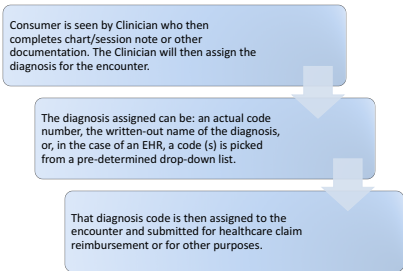 Consumer is seen by Clinician who then
completes chart/session note or other
documentation. The Clinician will then assign the
diagnosis for the encounter.
The diagnosis assigned can be: an actual code
number, the written-out name of the diagnosis,
or, in the case of an EHR, a code (s) is picked
from a pre-determined drop-down list.
That diagnosis code is then assigned to the
encounter and submitted for healthcare claim
reimbursement or for other purposes.